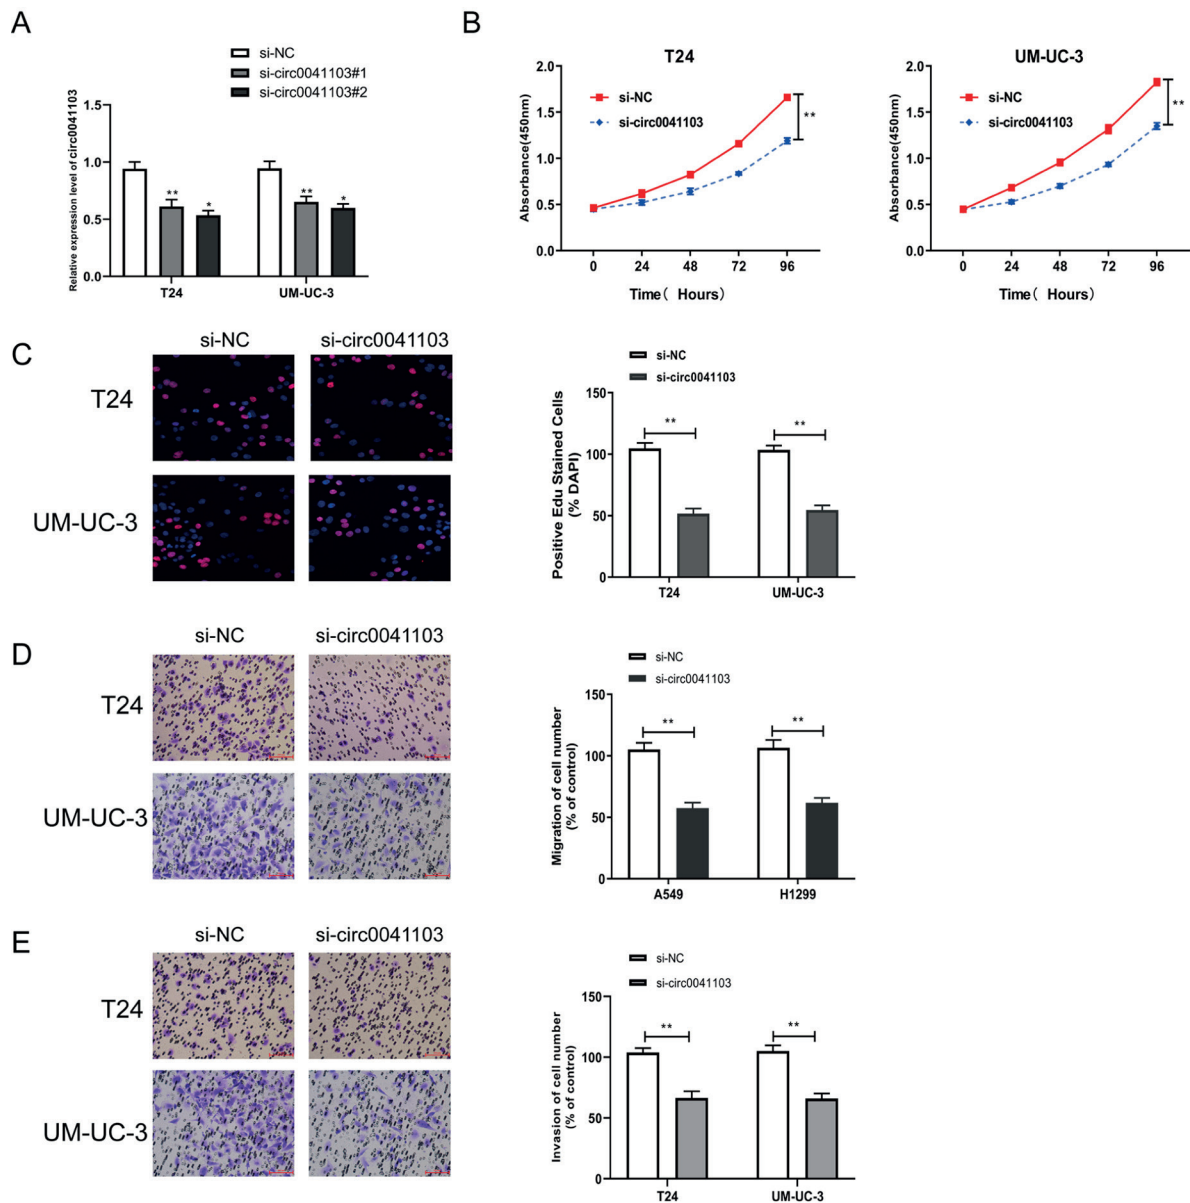 A
si-NC
si-circ0041103#1
si-circ0041103#2
Relative expression level of circ0041103
1.5
1.0
0.5
0.0
**
*
**
*
T24
UM-UC-3
B
T24
Absorbance(450nm)
2.0
1.5
1.0
0.5
0.0
si-NC
si-circ0041103
**
0
24
48
72
96
Time( Hours)
UM-UC-3
Absorbance(450nm)
2.0
1.5
1.0
0.5
0.0
si-NC
si-circ0041103
**
0
24
48
72
96
Time( Hours)
C
si-NC
si-circ0041103
T24
UM-UC-3
si-NC
si-circ0041103
Positive Edu Stained Cells
(% DAPI)
150
100
50
0
**
**
T24
UM-UC-3
D
si-NC
si-circ0041103
T24
UM-UC-3
si-NC
si-circ0041103
Migration of cell number
(% of control)
150
100
50
0
**
**
A549
H1299
E
si-NC
si-circ0041103
T24
UM-UC-3
si-NC
si-circ0041103
Invasion of cell number
(% of control)
150
100
50
0
**
**
T24
UM-UC-3